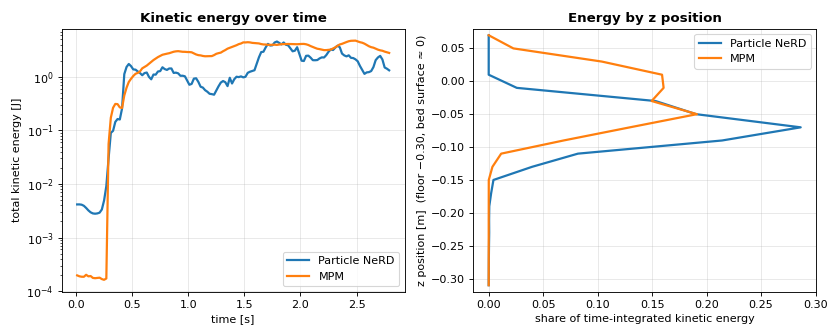 Kinetic energy over time
total kinetic energy [J]
10⁰
10⁻¹
10⁻²
10⁻³
10⁻⁴
Particle NeRD
MPM
0.0 0.5 1.0 1.5 2.0 2.5
time [s]
Energy by z position
z position [m] (floor −0.30, bed surface ≈ 0)
0.05
0.00
−0.05
−0.10
−0.15
−0.20
−0.25
−0.30
Particle NeRD
MPM
0.00 0.05 0.10 0.15 0.20 0.25 0.30
share of time-integrated kinetic energy